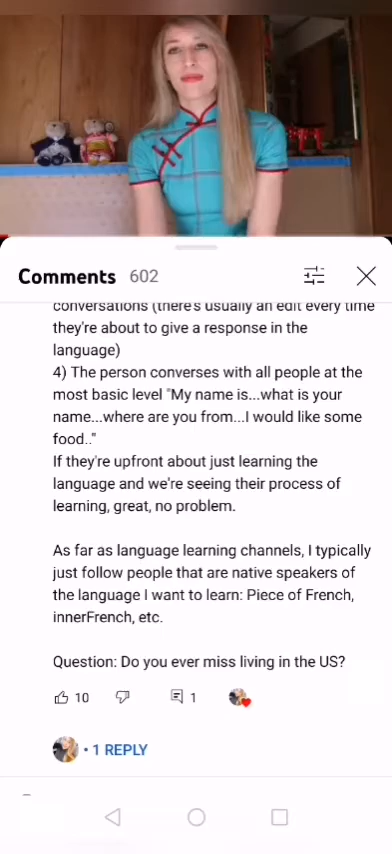 Comments 602
conversations (there's usually an edit every time
they're about to give a response in the
language)
4) The person converses with all people at the
most basic level "My name is...what is your
name...where are you from...I would like some
food.."
If they're upfront about just learning the
language and we're seeing their process of
learning, great, no problem.
As far as language learning channels, I typically
just follow people that are native speakers of
the language I want to learn: Piece of French,
innerFrench, etc.
Question: Do you ever miss living in the US?
10 1
• 1 REPLY